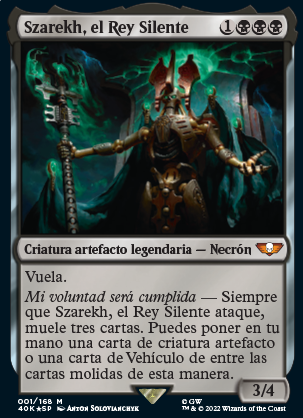 Szarekh, el Rey Silente 1
Criatura artefacto legendaria — Necrón
Vuela.
Mi voluntad será cumplida — Siempre
que Szarekh, el Rey Silente ataque,
muele tres cartas. Puedes poner en tu
mano una carta de criatura artefacto
o una carta de Vehículo de entre las
cartas molidas de esta manera.
3/4
001/168 M
40K★SP Anton Solovianchyk
© GW
™ & © 2022 Wizards of the Coast